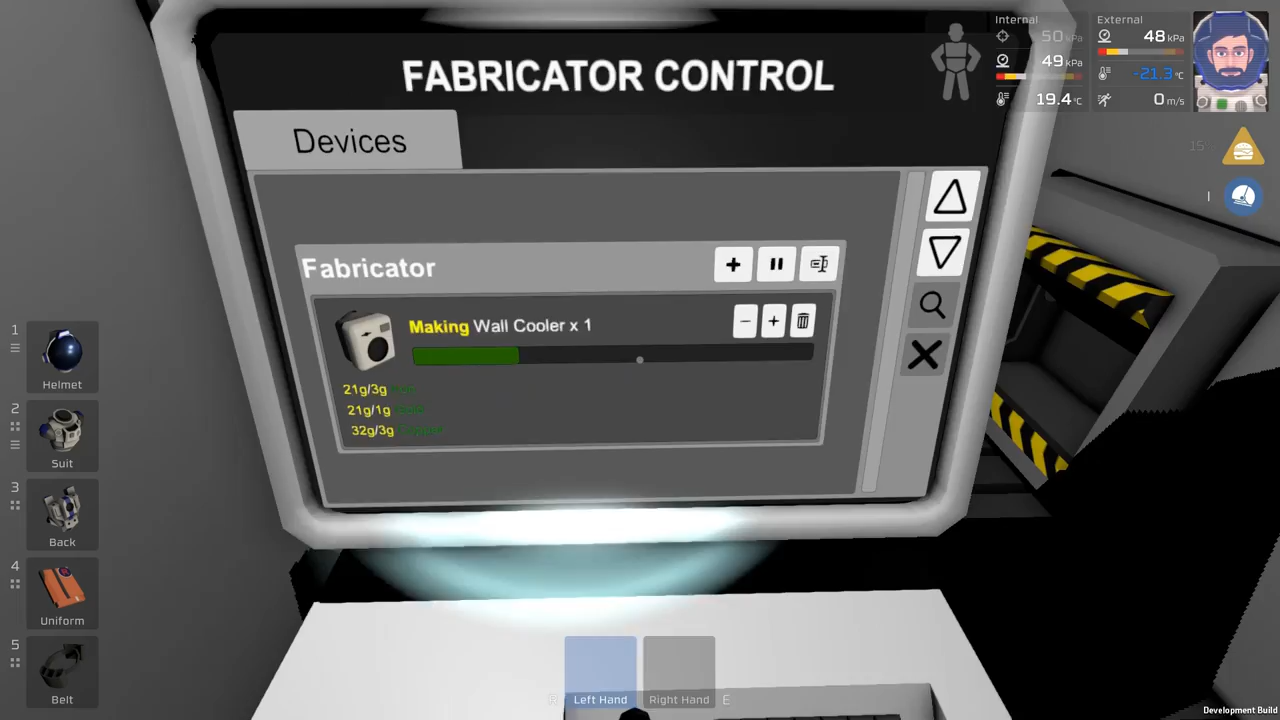 Internal
External
50 kPa
48 kPa
49 kPa
-21.3 °C
19.4 °C
0 m/s
FABRICATOR CONTROL
Devices
15
Fabricator
Making Wall Cooler x 1
21g/3g
21g/1g
32g/3g
1
Helmet
2
Suit
3
Back
4
Uniform
5
Belt
R Left Hand Right Hand E
Development Build